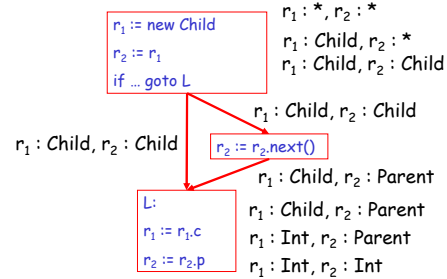 r₁ := new Child
r₂ := r₁
if ... goto L
r₁ : *, r₂ : *
r₁ : Child, r₂ : *
r₁ : Child, r₂ : Child
r₁ : Child, r₂ : Child
r₁ : Child, r₂ : Child
r₂ := r₂.next()
r₁ : Child, r₂ : Parent
L:
r₁ := r₁.c
r₂ := r₂.p
r₁ : Child, r₂ : Parent
r₁ : Int, r₂ : Parent
r₁ : Int, r₂ : Int